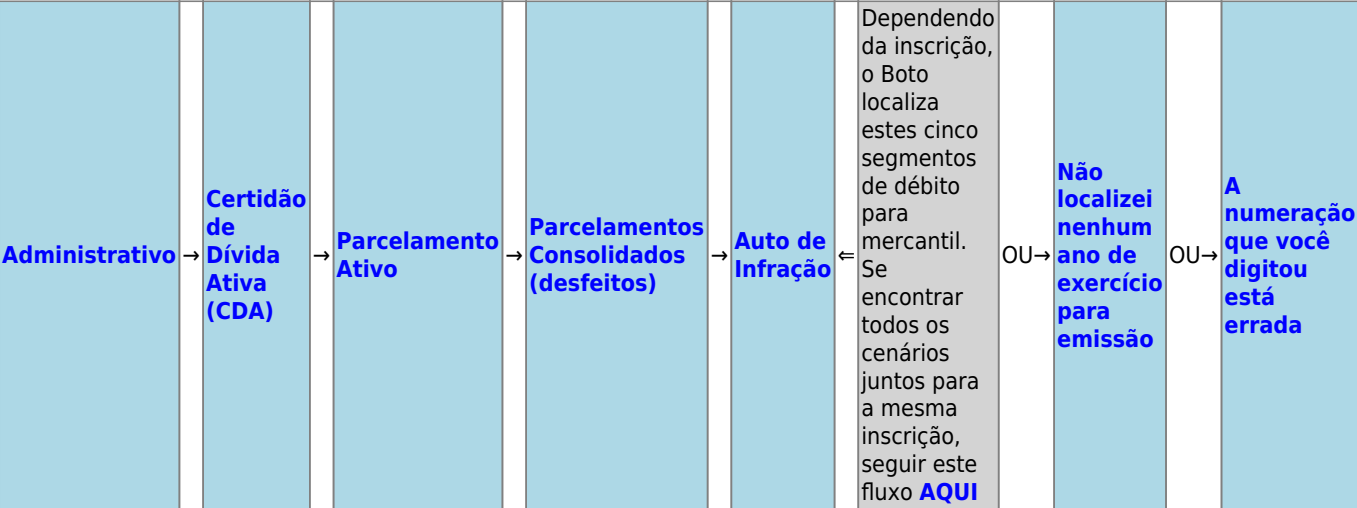 Administrativo
→
Certidão
de
Dívida
Ativa
(CDA)
→
Parcelamento
Ativo
→
Parcelamentos
Consolidados
(desfeitos)
→
Auto de
Infração
⇐
Dependendo
da inscrição,
o Boto
localiza
estes cinco
segmentos
de débito
para
mercantil.
Se
encontrar
todos os
cenários
juntos para
a mesma
inscrição,
seguir este
fluxo AQUI
OU→
Não
localizei
nenhum
ano de
exercício
para
emissão
OU→
A
numeração
que você
digitou
está
errada